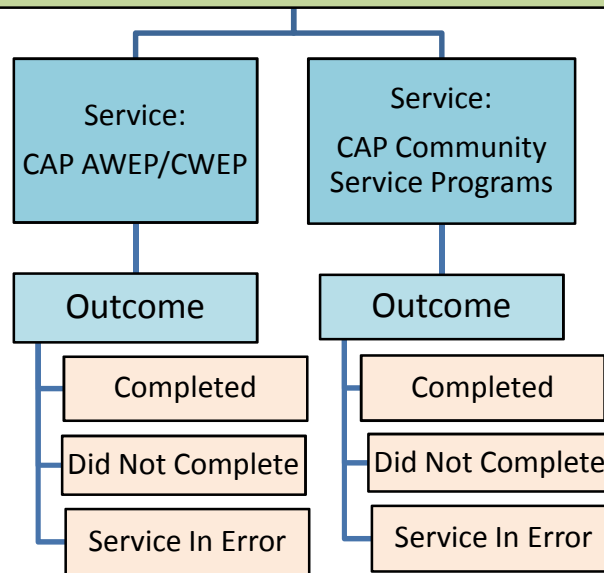 Service:
CAP AWEP/CWEP
Service:
CAP Community
Service Programs
Outcome
Outcome
Completed
Did Not Complete
Service In Error
Completed
Did Not Complete
Service In Error